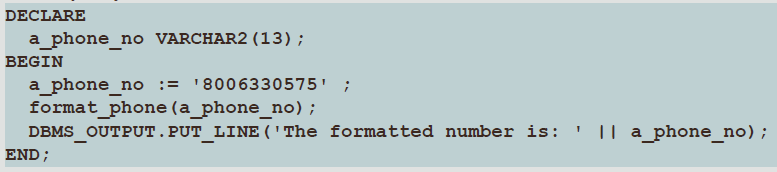 DECLARE
  a_phone_no VARCHAR2(13);
BEGIN
  a_phone_no := '8006330575' ;
  format_phone(a_phone_no);
  DBMS_OUTPUT.PUT_LINE('The formatted number is: ' || a_phone_no);
END;